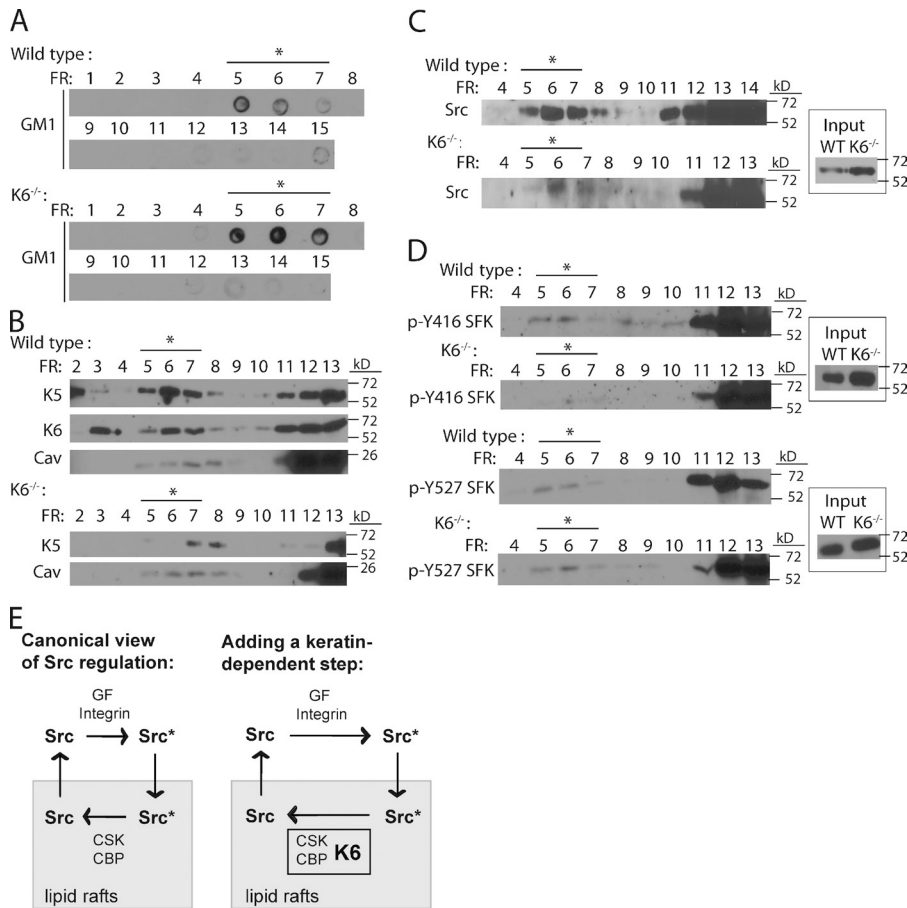 A
Wild type :
*
FR: 1 2 3 4 5 6 7 8
GM1
9 10 11 12 13 14 15
K6-/-:
*
FR: 1 2 3 4 5 6 7 8
GM1
9 10 11 12 13 14 15
B
Wild type :
*
FR: 2 3 4 5 6 7 8 9 10 11 12 13 kD
K5 72 52
K6 72 52
Cav 26
K6-/-:
*
FR: 2 3 4 5 6 7 8 9 10 11 12 13 kD
K5 72 52
Cav 26
C
Wild type :
*
FR: 4 5 6 7 8 9 10 11 12 13 14 kD
Src 72 52
K6-/-:
*
FR: 4 5 6 7 8 9 10 11 12 13
Src 72 52
Input
WT K6-/-
72
52
D
Wild type :
*
FR: 4 5 6 7 8 9 10 11 12 13 kD
p-Y416 SFK 72 52
K6-/-:
*
FR: 4 5 6 7 8 9 10 11 12 13
p-Y416 SFK 72 52
Input
WT K6-/-
72
52
Wild type :
*
FR: 4 5 6 7 8 9 10 11 12 13 kD
p-Y527 SFK 72 52
K6-/-:
*
FR: 4 5 6 7 8 9 10 11 12 13
p-Y527 SFK 72 52
Input
WT K6-/-
72
52
E
Canonical view
of Src regulation:
GF
Integrin
Src Src*
Src Src*
CSK
CBP
lipid rafts
Adding a keratin-
dependent step:
GF
Integrin
Src Src*
Src Src*
CSK
CBP K6
lipid rafts